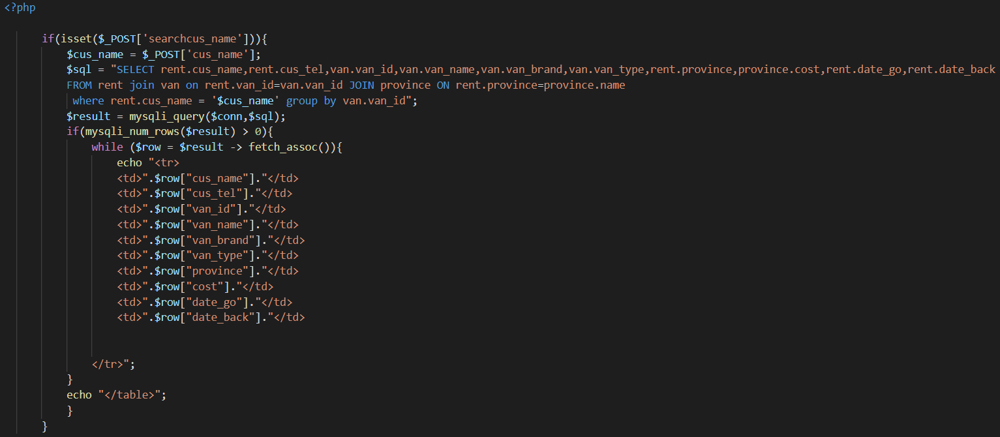 <?php
if(isset($_POST['searchcus_name'])){
$cus_name = $_POST['cus_name'];
$sql = "SELECT rent.cus_name,rent.cus_tel,van.van_id,van.van_name,van.van_brand,van.van_type,rent.province,province.cost,rent.date_go,rent.date_back
FROM rent join van on rent.van_id=van.van_id JOIN province ON rent.province=province.name
where rent.cus_name = '$cus_name' group by van.van_id";
$result = mysqli_query($conn,$sql);
if(mysqli_num_rows($result) > 0){
while ($row = $result -> fetch_assoc()){
echo "<tr>
<td>".$row["cus_name"]."</td>
<td>".$row["cus_tel"]."</td>
<td>".$row["van_id"]."</td>
<td>".$row["van_name"]."</td>
<td>".$row["van_brand"]."</td>
<td>".$row["van_type"]."</td>
<td>".$row["province"]."</td>
<td>".$row["cost"]."</td>
<td>".$row["date_go"]."</td>
<td>".$row["date_back"]."</td>
</tr>";
}
echo "</table>";
}
}